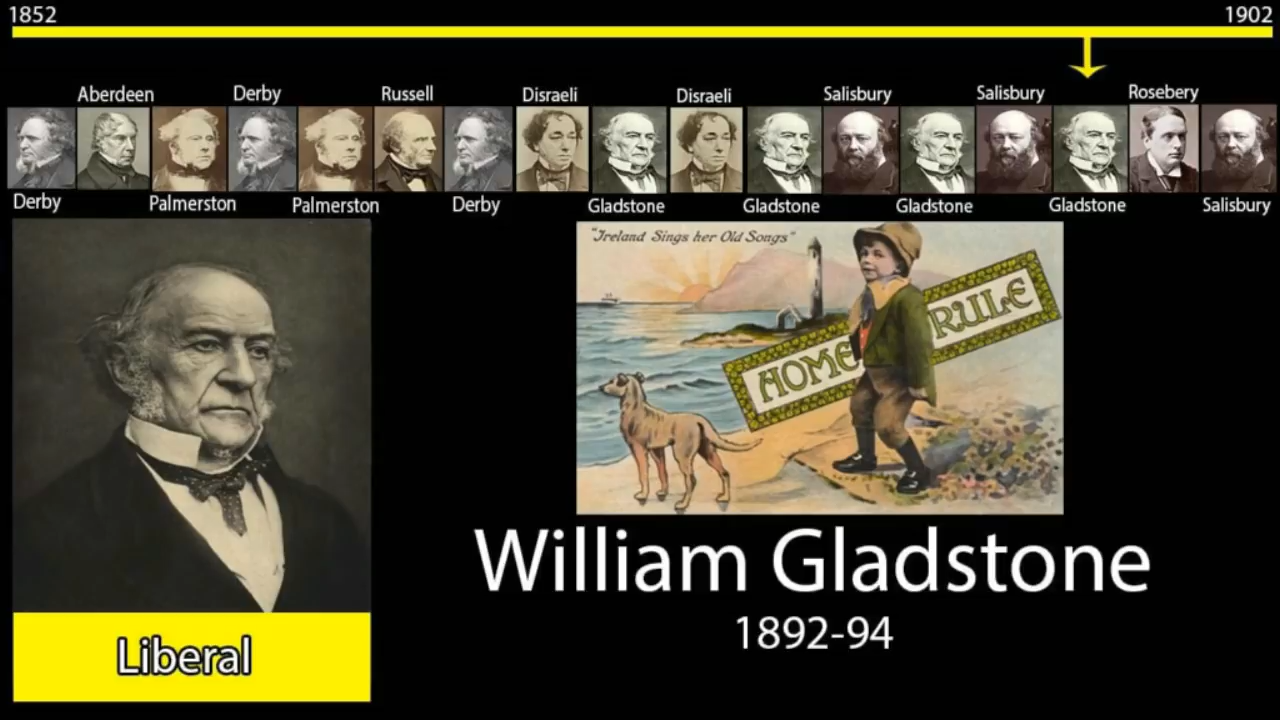 1852
1902
Aberdeen
Derby
Russell
Disraeli
Disraeli
Salisbury
Salisbury
Rosebery
Derby
Palmerston
Palmerston
Derby
Gladstone
Gladstone
Gladstone
Gladstone
Salisbury
"Ireland Sings her Old Songs"
HOME RULE
William Gladstone
1892-94
Liberal